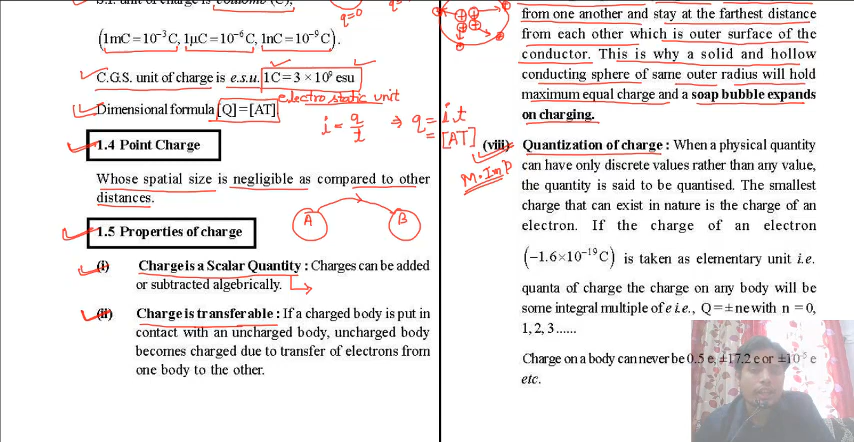 S.I. unit of charge is coulomb (C),
q=0
(1mC = 10⁻³C, 1μC = 10⁻⁶C, 1nC = 10⁻⁹C).
C.G.S. unit of charge is e.s.u. 1C = 3 × 10⁹ esu
electrostatic unit
Dimensional formula [Q] = [AT]
i = q/t ⇒ q = it
= [AT]
1.4 Point Charge
Whose spatial size is negligible as compared to other
distances.
A B
1.5 Properties of charge
(i) Charge is a Scalar Quantity : Charges can be added
or subtracted algebrically.
(ii) Charge is transferable : If a charged body is put in
contact with an uncharged body, uncharged body
becomes charged due to transfer of electrons from
one body to the other.
from one another and stay at the farthest distance
from each other which is outer surface of the
conductor. This is why a solid and hollow
conducting sphere of same outer radius will hold
maximum equal charge and a soap bubble expands
on charging.
(viii) Quantization of charge : When a physical quantity
M. Imp
can have only discrete values rather than any value,
the quantity is said to be quantised. The smallest
charge that can exist in nature is the charge of an
electron. If the charge of an electron
(−1.6×10⁻¹⁹C) is taken as elementary unit i.e.
quanta of charge the charge on any body will be
some integral multiple of e i.e., Q = ± ne with n = 0,
1, 2, 3......
Charge on a body can never be 0.5 e, ±17.2 e or ±10⁻⁵ e
etc.